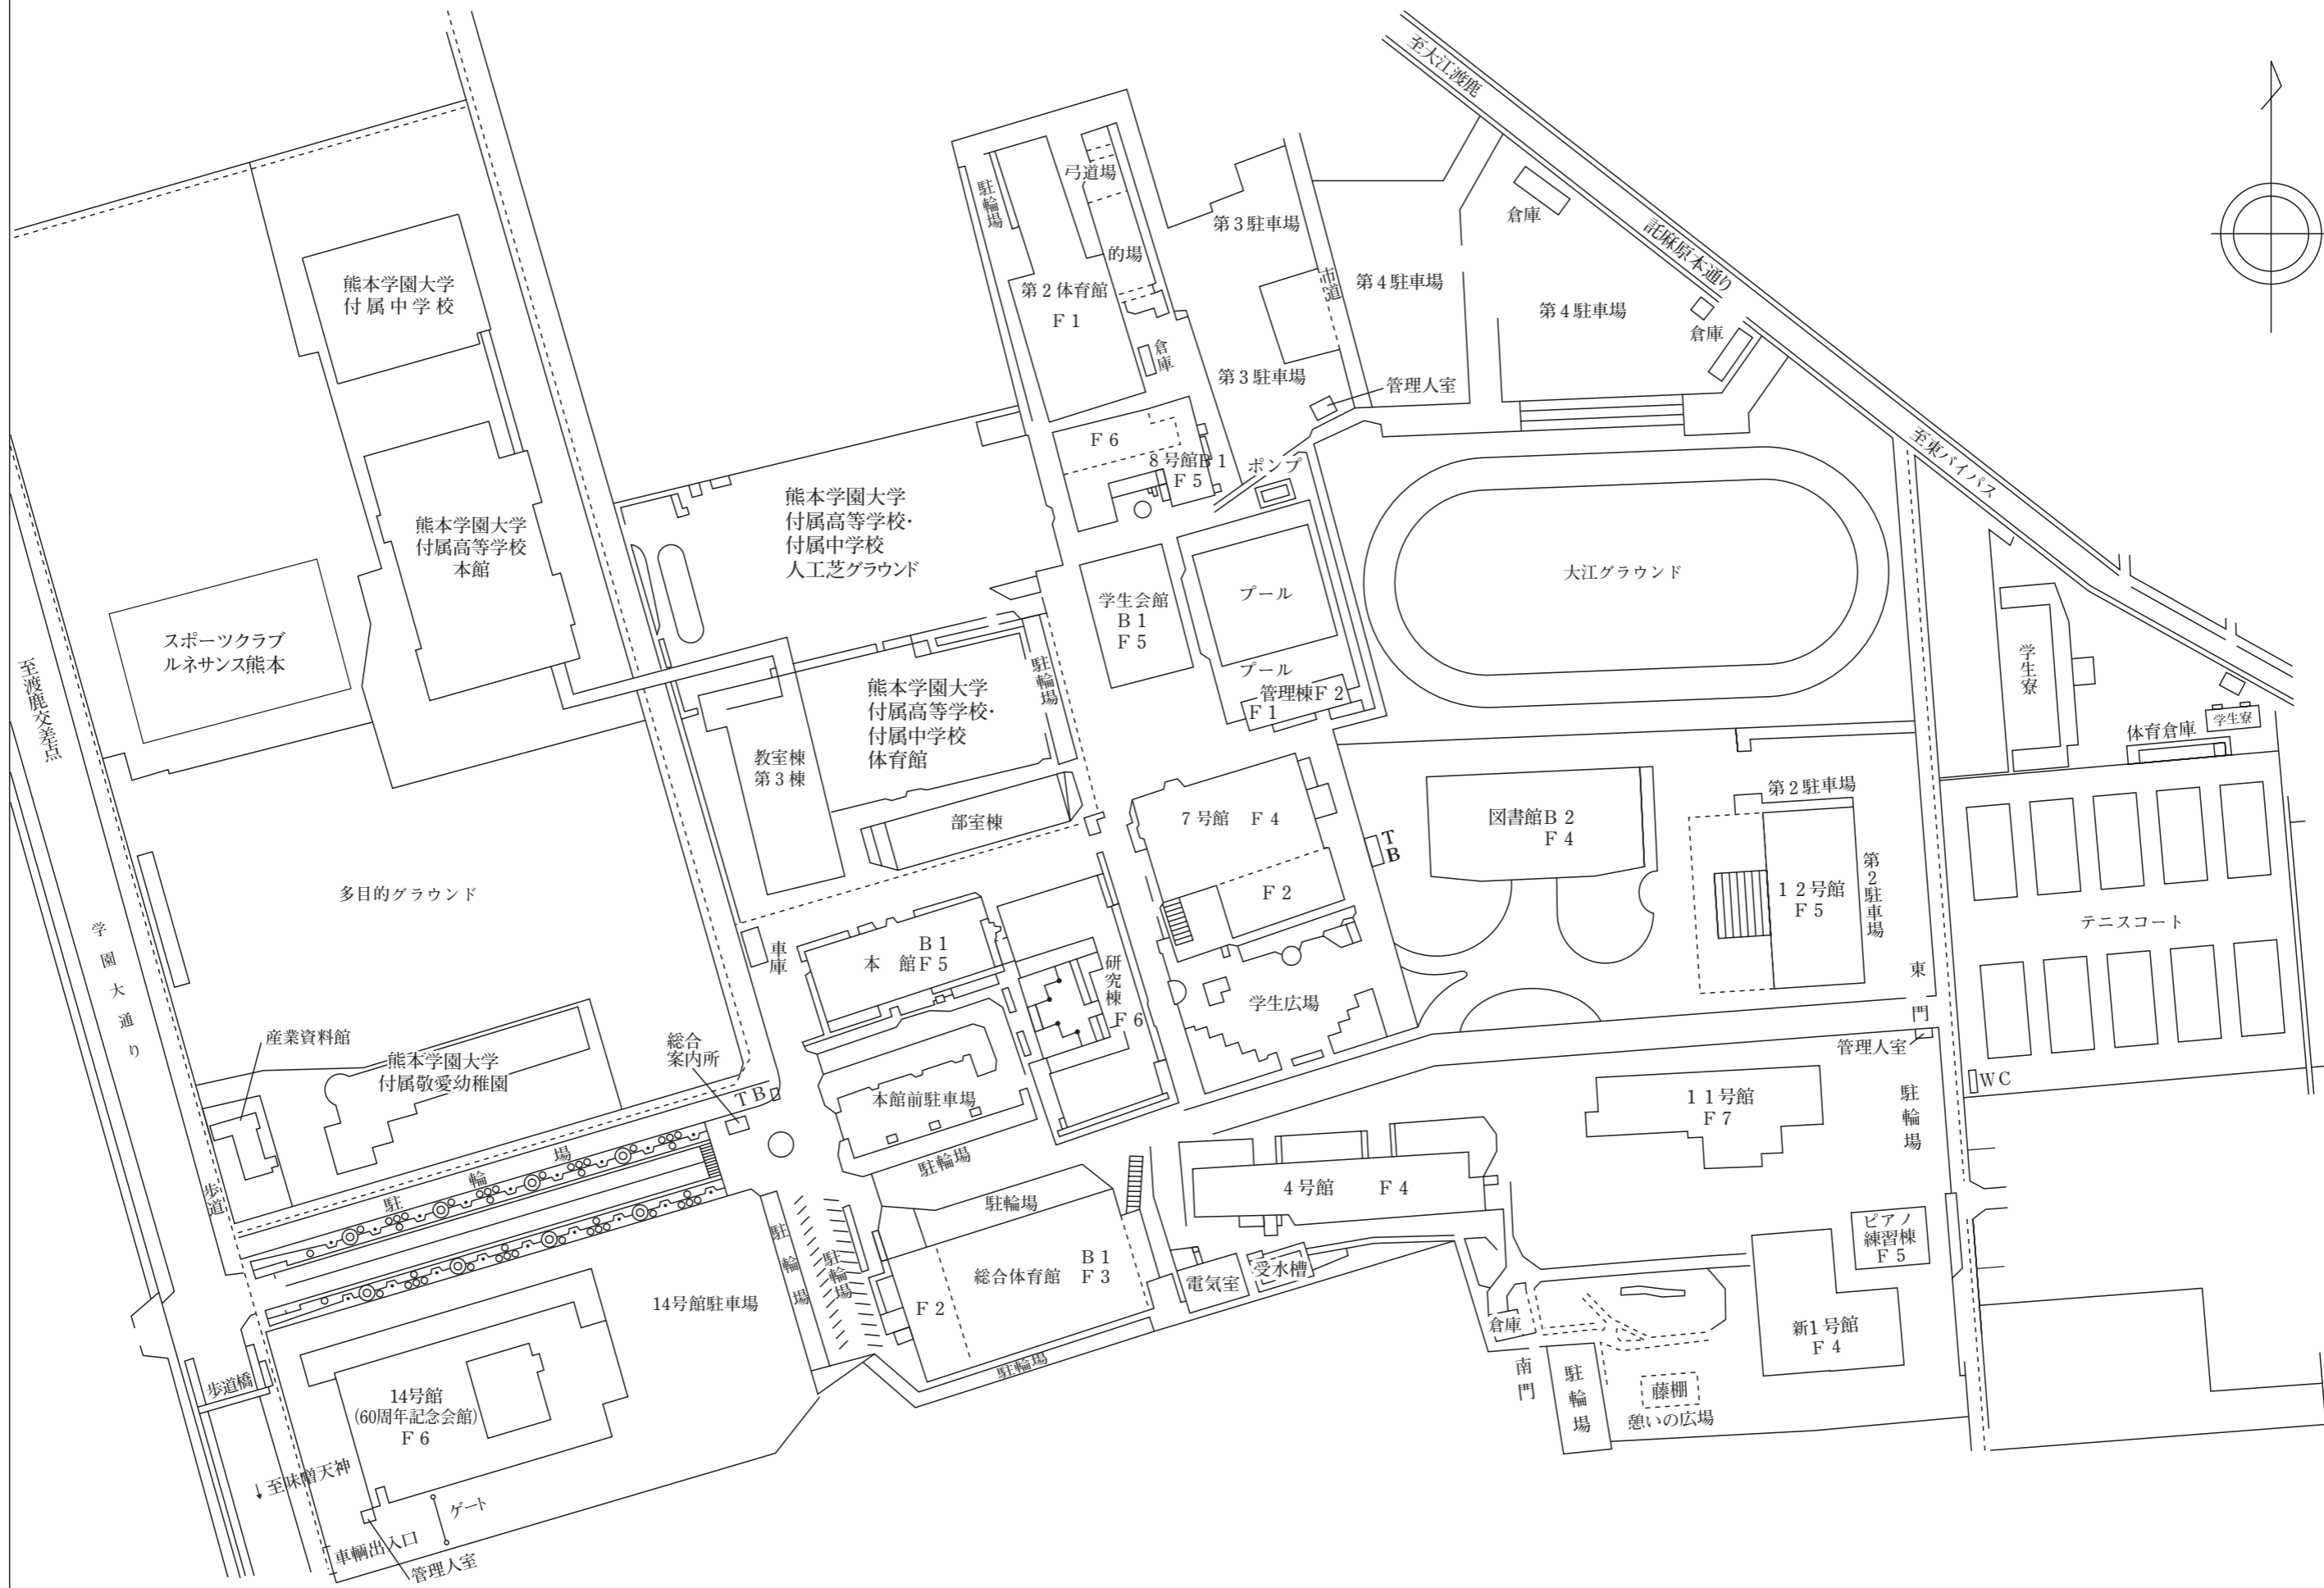 至大江渡鹿
弓道場
駐輪場
倉庫
第3駐車場
託麻原本通り
的場
市道
第4駐車場
熊本学園大学
付属中学校
第2体育館
F1
第4駐車場
倉庫
倉庫
第3駐車場
管理人室
F6
8号館B1
F5
ポンプ
至東バイパス
熊本学園大学
付属高等学校・
付属中学校
人工芝グラウンド
熊本学園大学
付属高等学校
本館
大江グラウンド
学生会館
B1
F5
プール
スポーツクラブ
ルネサンス熊本
至渡鹿交差点
駐輪場
学生寮
プール
管理棟F2
F1
熊本学園大学
付属高等学校・
付属中学校
体育館
学生寮
体育倉庫
教室棟
第3棟
第2駐車場
部室棟
7号館 F4
TB
図書館B2
F4
第2駐車場
12号館
F5
F2
多目的グラウンド
学園大通り
テニスコート
車庫
B1
本館F5
研究棟
F6
学生広場
東門
産業資料館
総合
案内所
熊本学園大学
付属敬愛幼稚園
管理人室
WC
TB
本館前駐車場
11号館
F7
駐輪場
駐輪場
歩道
駐輪場
駐輪場
4号館 F4
ピアノ
練習棟
F5
駐輪場
駐輪場
B1
総合体育館 F3
F2
電気室
受水槽
14号館駐車場
倉庫
新1号館
F4
駐輪場
南門
駐輪場
藤棚
憩いの広場
歩道橋
14号館
(60周年記念会館)
F6
↓至味噌天神
ゲート
車輌出入口
管理人室